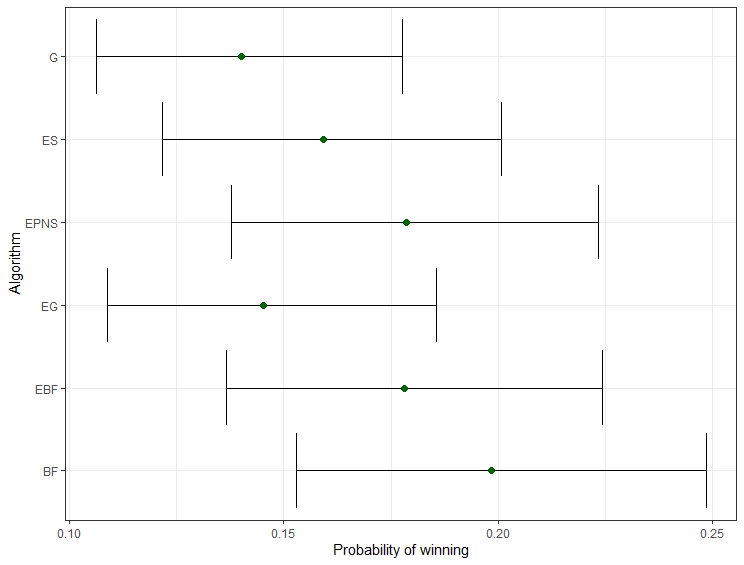 G
ES
EPNS
EG
EBF
BF
Algorithm
0.10
0.15
0.20
0.25
Probability of winning